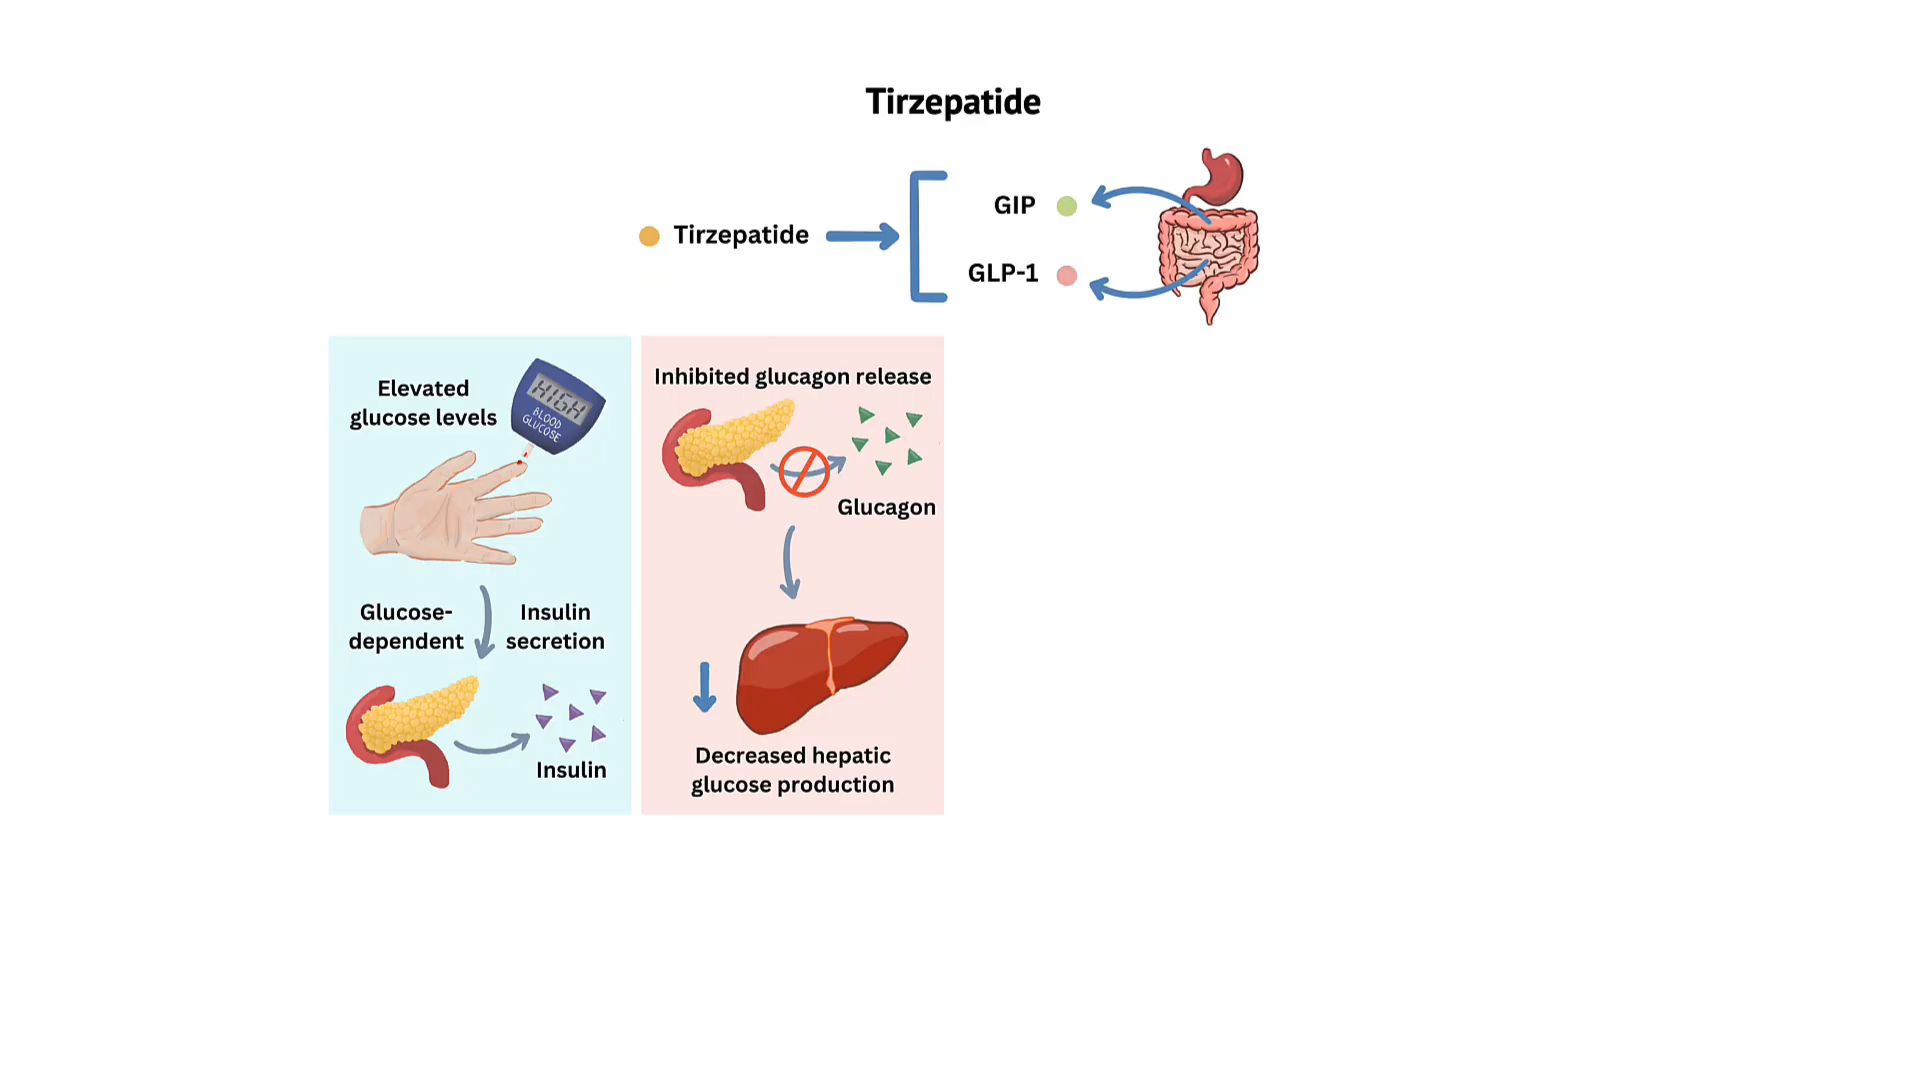 Tirzepatide
GIP
Tirzepatide
GLP-1
Elevated
glucose levels
HIGH
BLOOD
GLUCOSE
Glucose-
dependent
Insulin
secretion
Insulin
Inhibited glucagon release
Glucagon
Decreased hepatic
glucose production